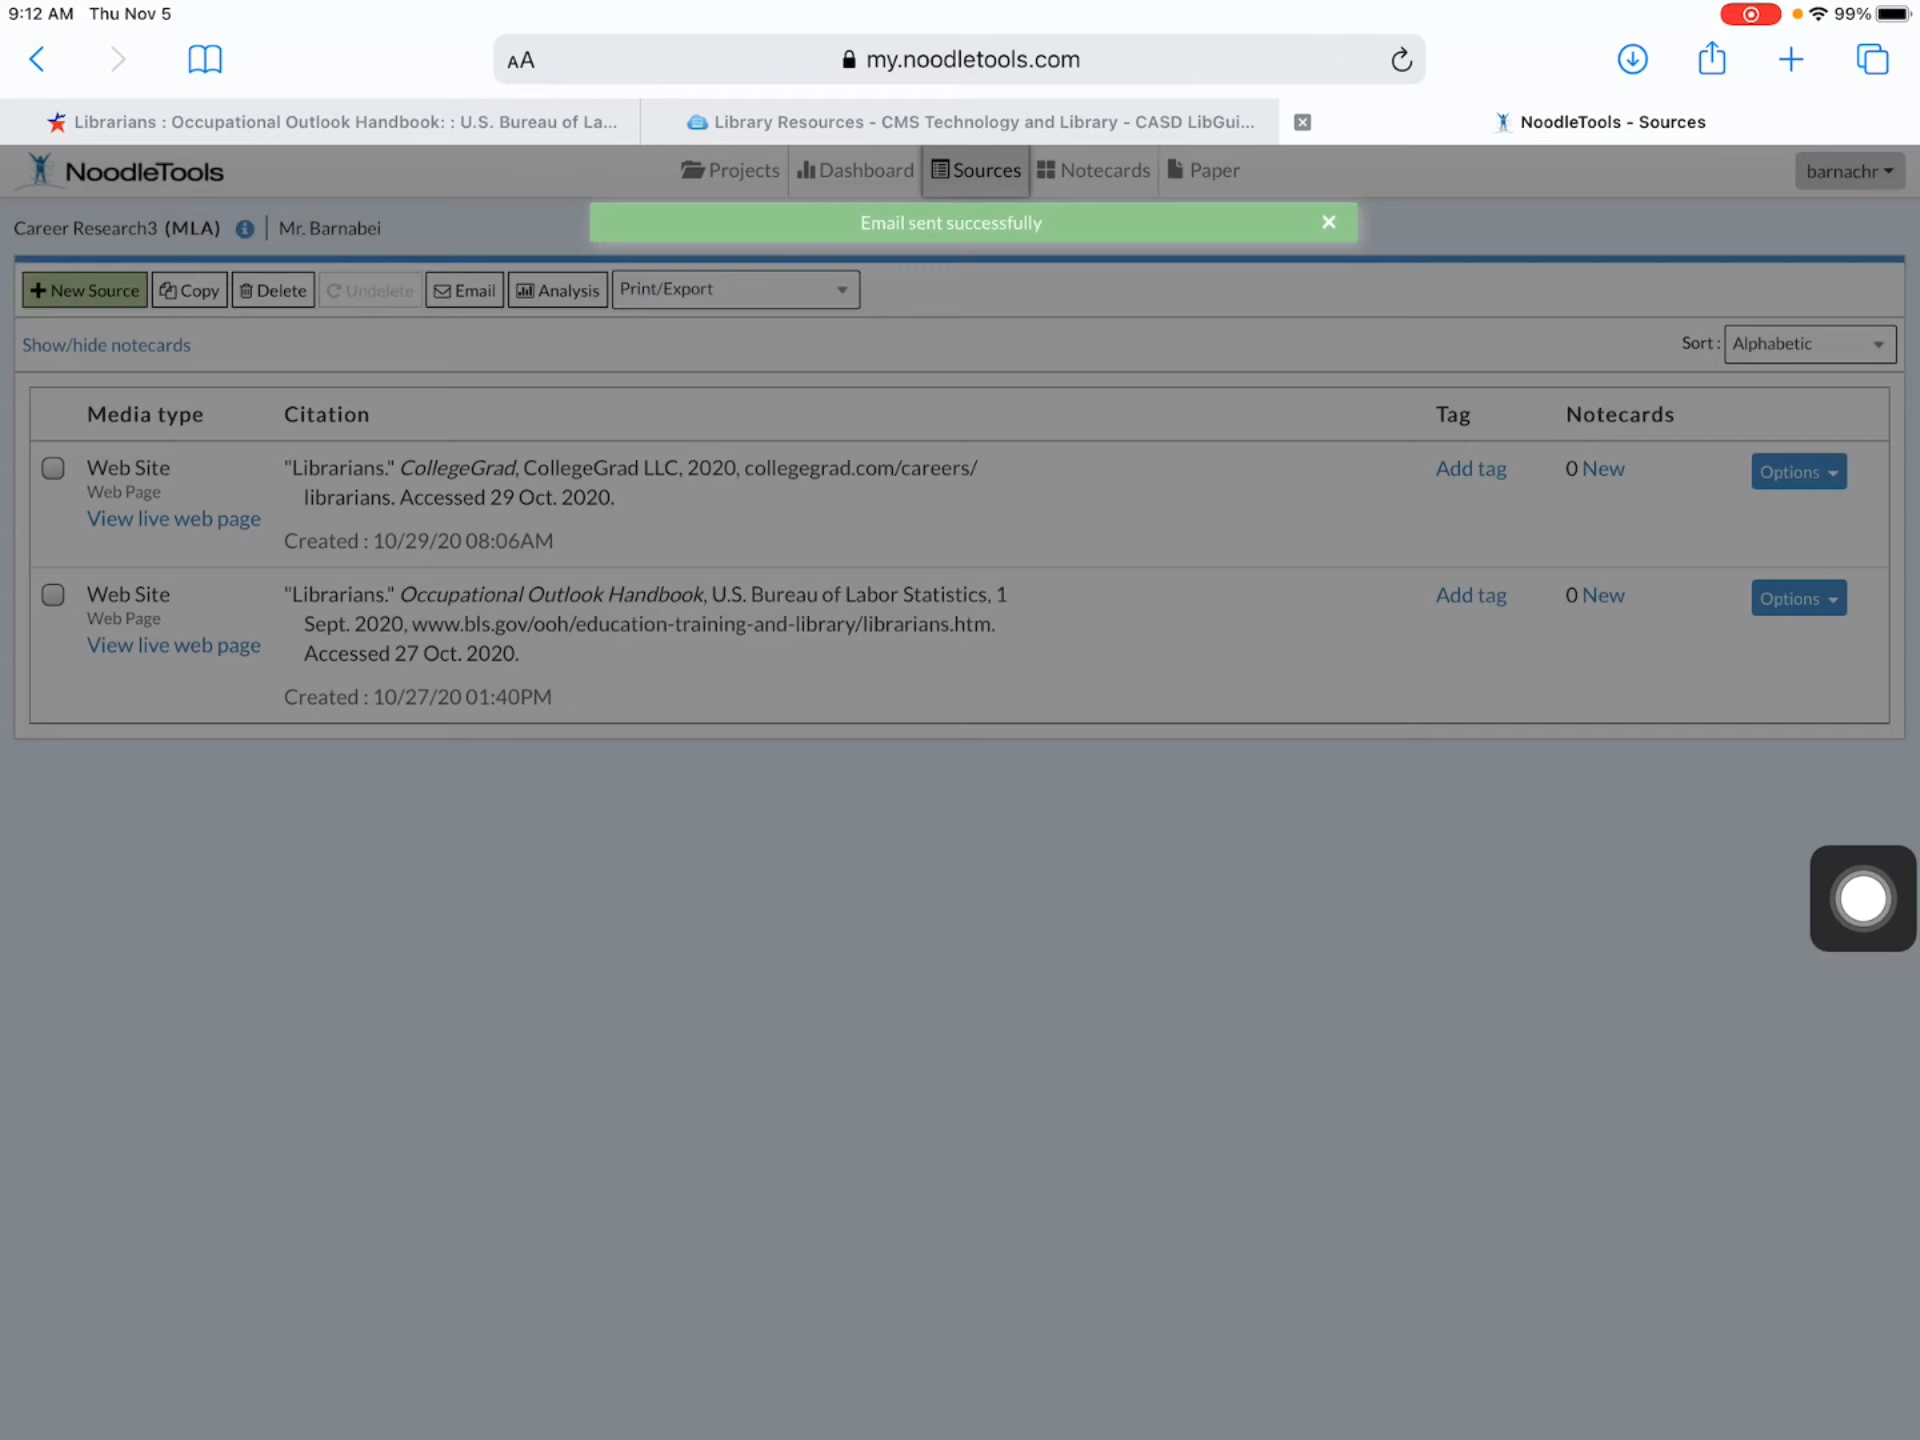 9:12 AM Thu Nov 5 99%
AA my.noodletools.com
Librarians : Occupational Outlook Handbook: : U.S. Bureau of La... Library Resources - CMS Technology and Library - CASD LibGui... NoodleTools - Sources
NoodleTools Projects Dashboard Sources Notecards Paper barnachr
Career Research3 (MLA) Mr. Barnabei Email sent successfully
New Source Copy Delete Undelete Email Analysis Print/Export
Show/hide notecards Sort : Alphabetic
Media type Citation Tag Notecards
Web Site "Librarians." CollegeGrad, CollegeGrad LLC, 2020, collegegrad.com/careers/ Add tag 0 New Options
Web Page
librarians. Accessed 29 Oct. 2020.
View live web page
Created : 10/29/20 08:06AM
Web Site "Librarians." Occupational Outlook Handbook, U.S. Bureau of Labor Statistics, 1 Add tag 0 New Options
Web Page
Sept. 2020, www.bls.gov/ooh/education-training-and-library/librarians.htm.
View live web page
Accessed 27 Oct. 2020.
Created : 10/27/20 01:40PM